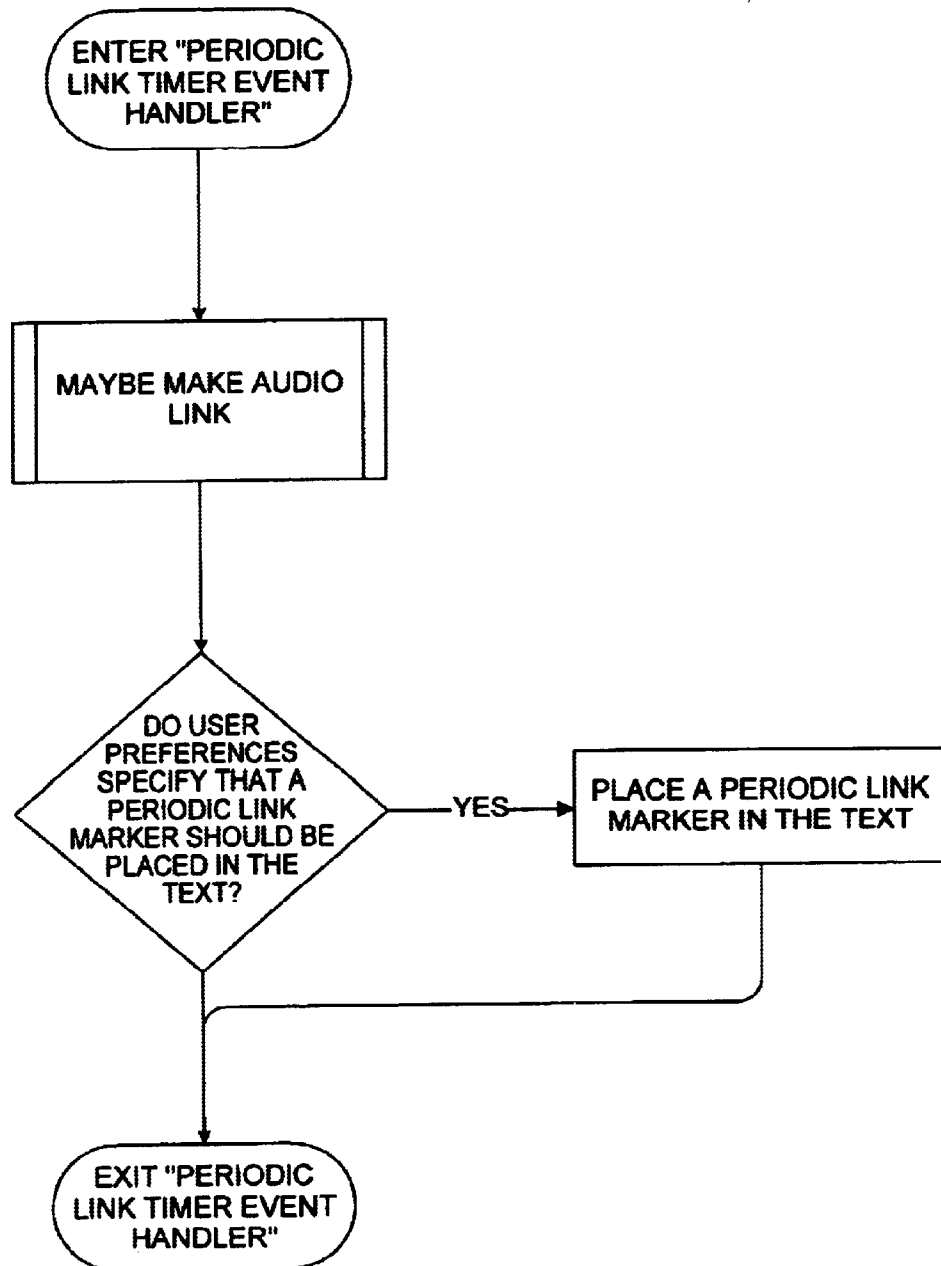 ENTER "PERIODIC
LINK TIMER EVENT
HANDLER"
MAYBE MAKE AUDIO
LINK
DO USER
PREFERENCES
SPECIFY THAT A
PERIODIC LINK
MARKER SHOULD BE
PLACED IN THE
TEXT?
YES
PLACE A PERIODIC LINK
MARKER IN THE TEXT
EXIT "PERIODIC
LINK TIMER EVENT
HANDLER"